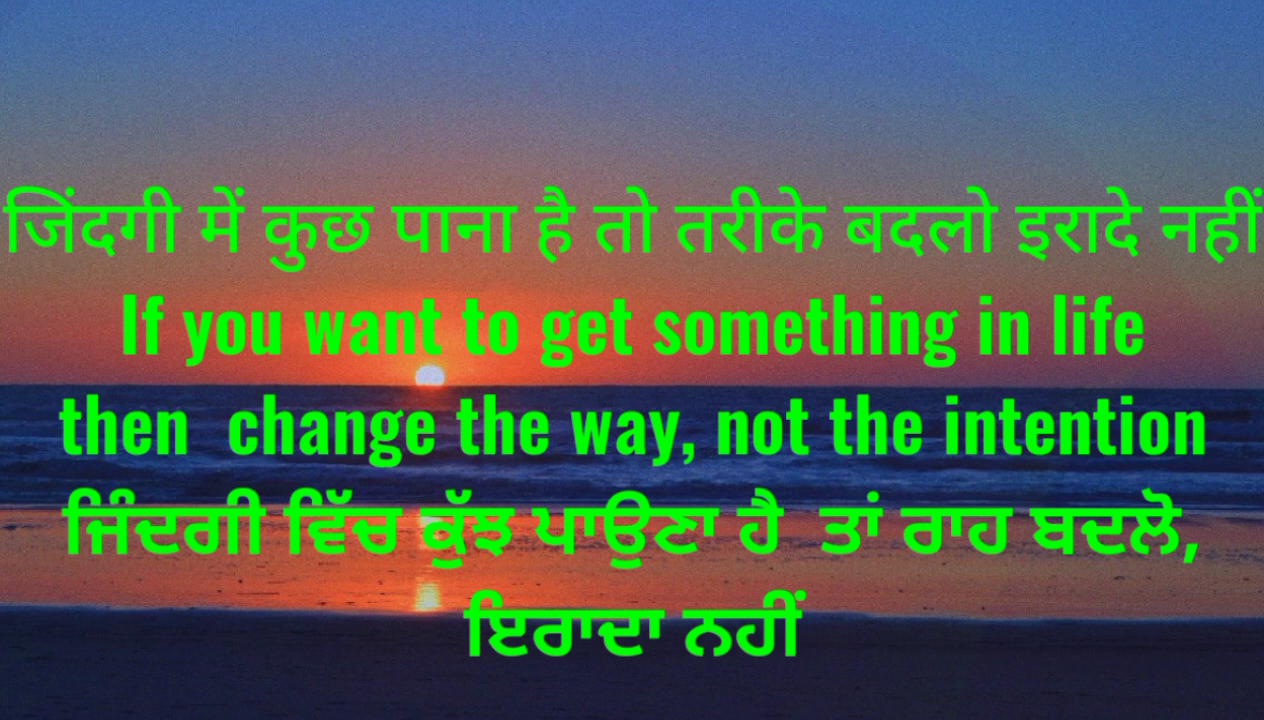 जिंदगी में कुछ पाना है तो तरीके बदलो इरादे नहीं
If you want to get something in life
then  change the way, not the intention
ਜਿੰਦਗੀ ਵਿੱਚ ਕੁੱਝ ਪਾਉਣਾ ਹੈ  ਤਾਂ ਰਾਹ ਬਦਲੋ,
ਇਰਾਦਾ ਨਹੀਂ